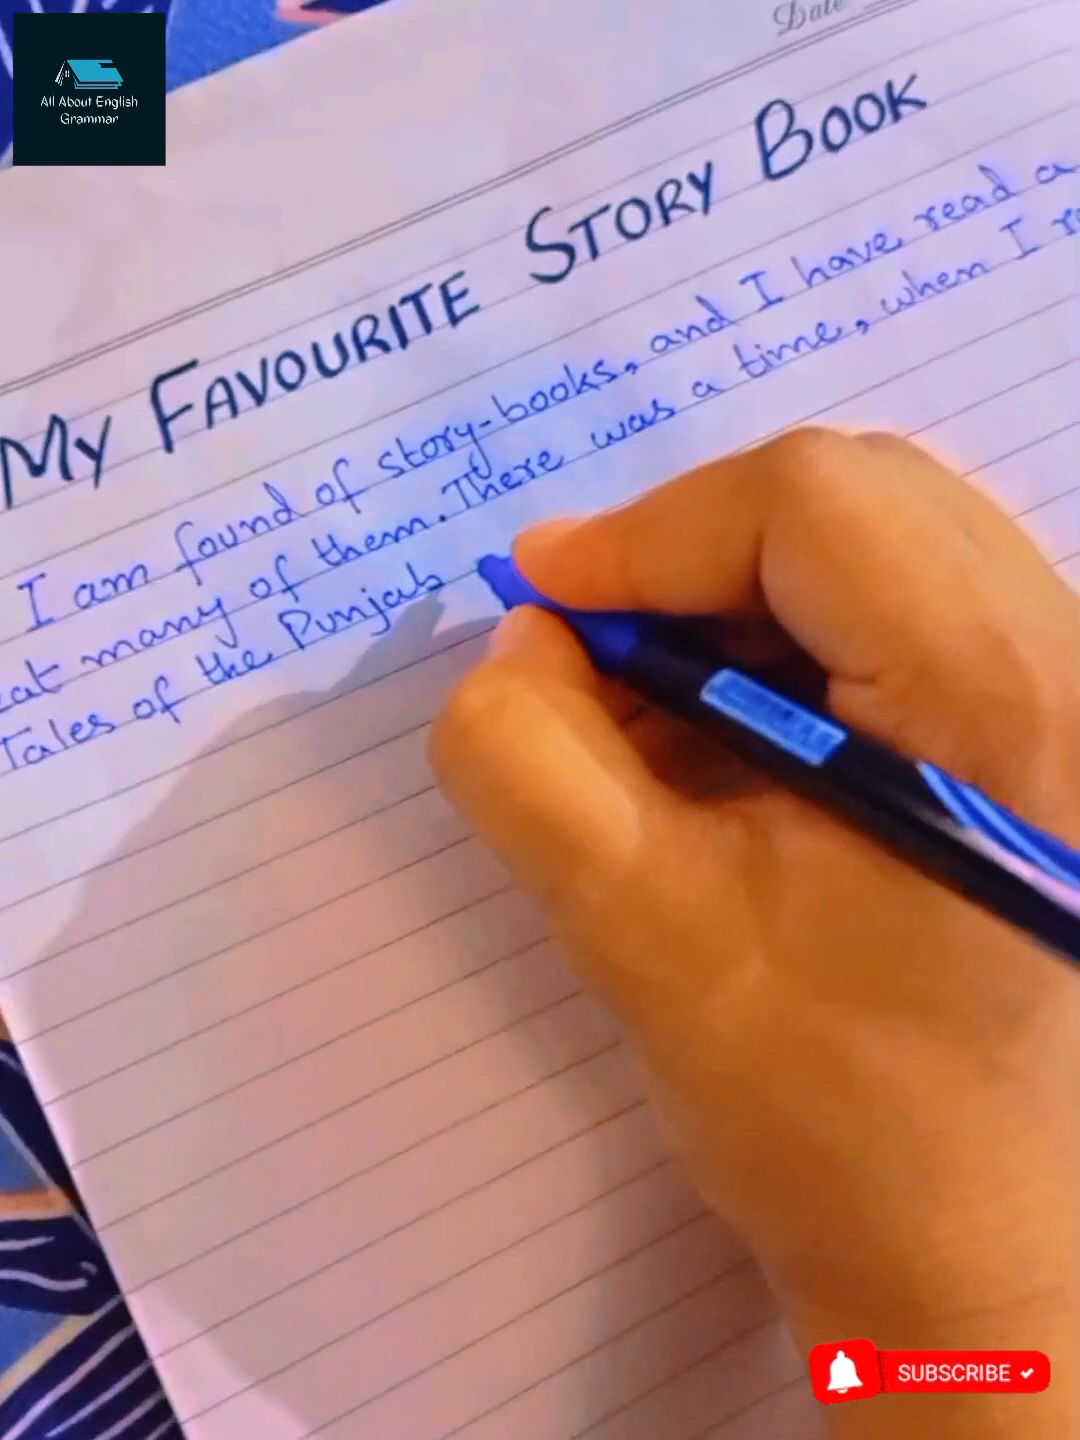 All About English
Grammar
Date
MY FAVOURITE STORY BOOK
I am found of story-books, and I have read a
many of them. There was a time, when I
Tales of the Punjab
SUBSCRIBE